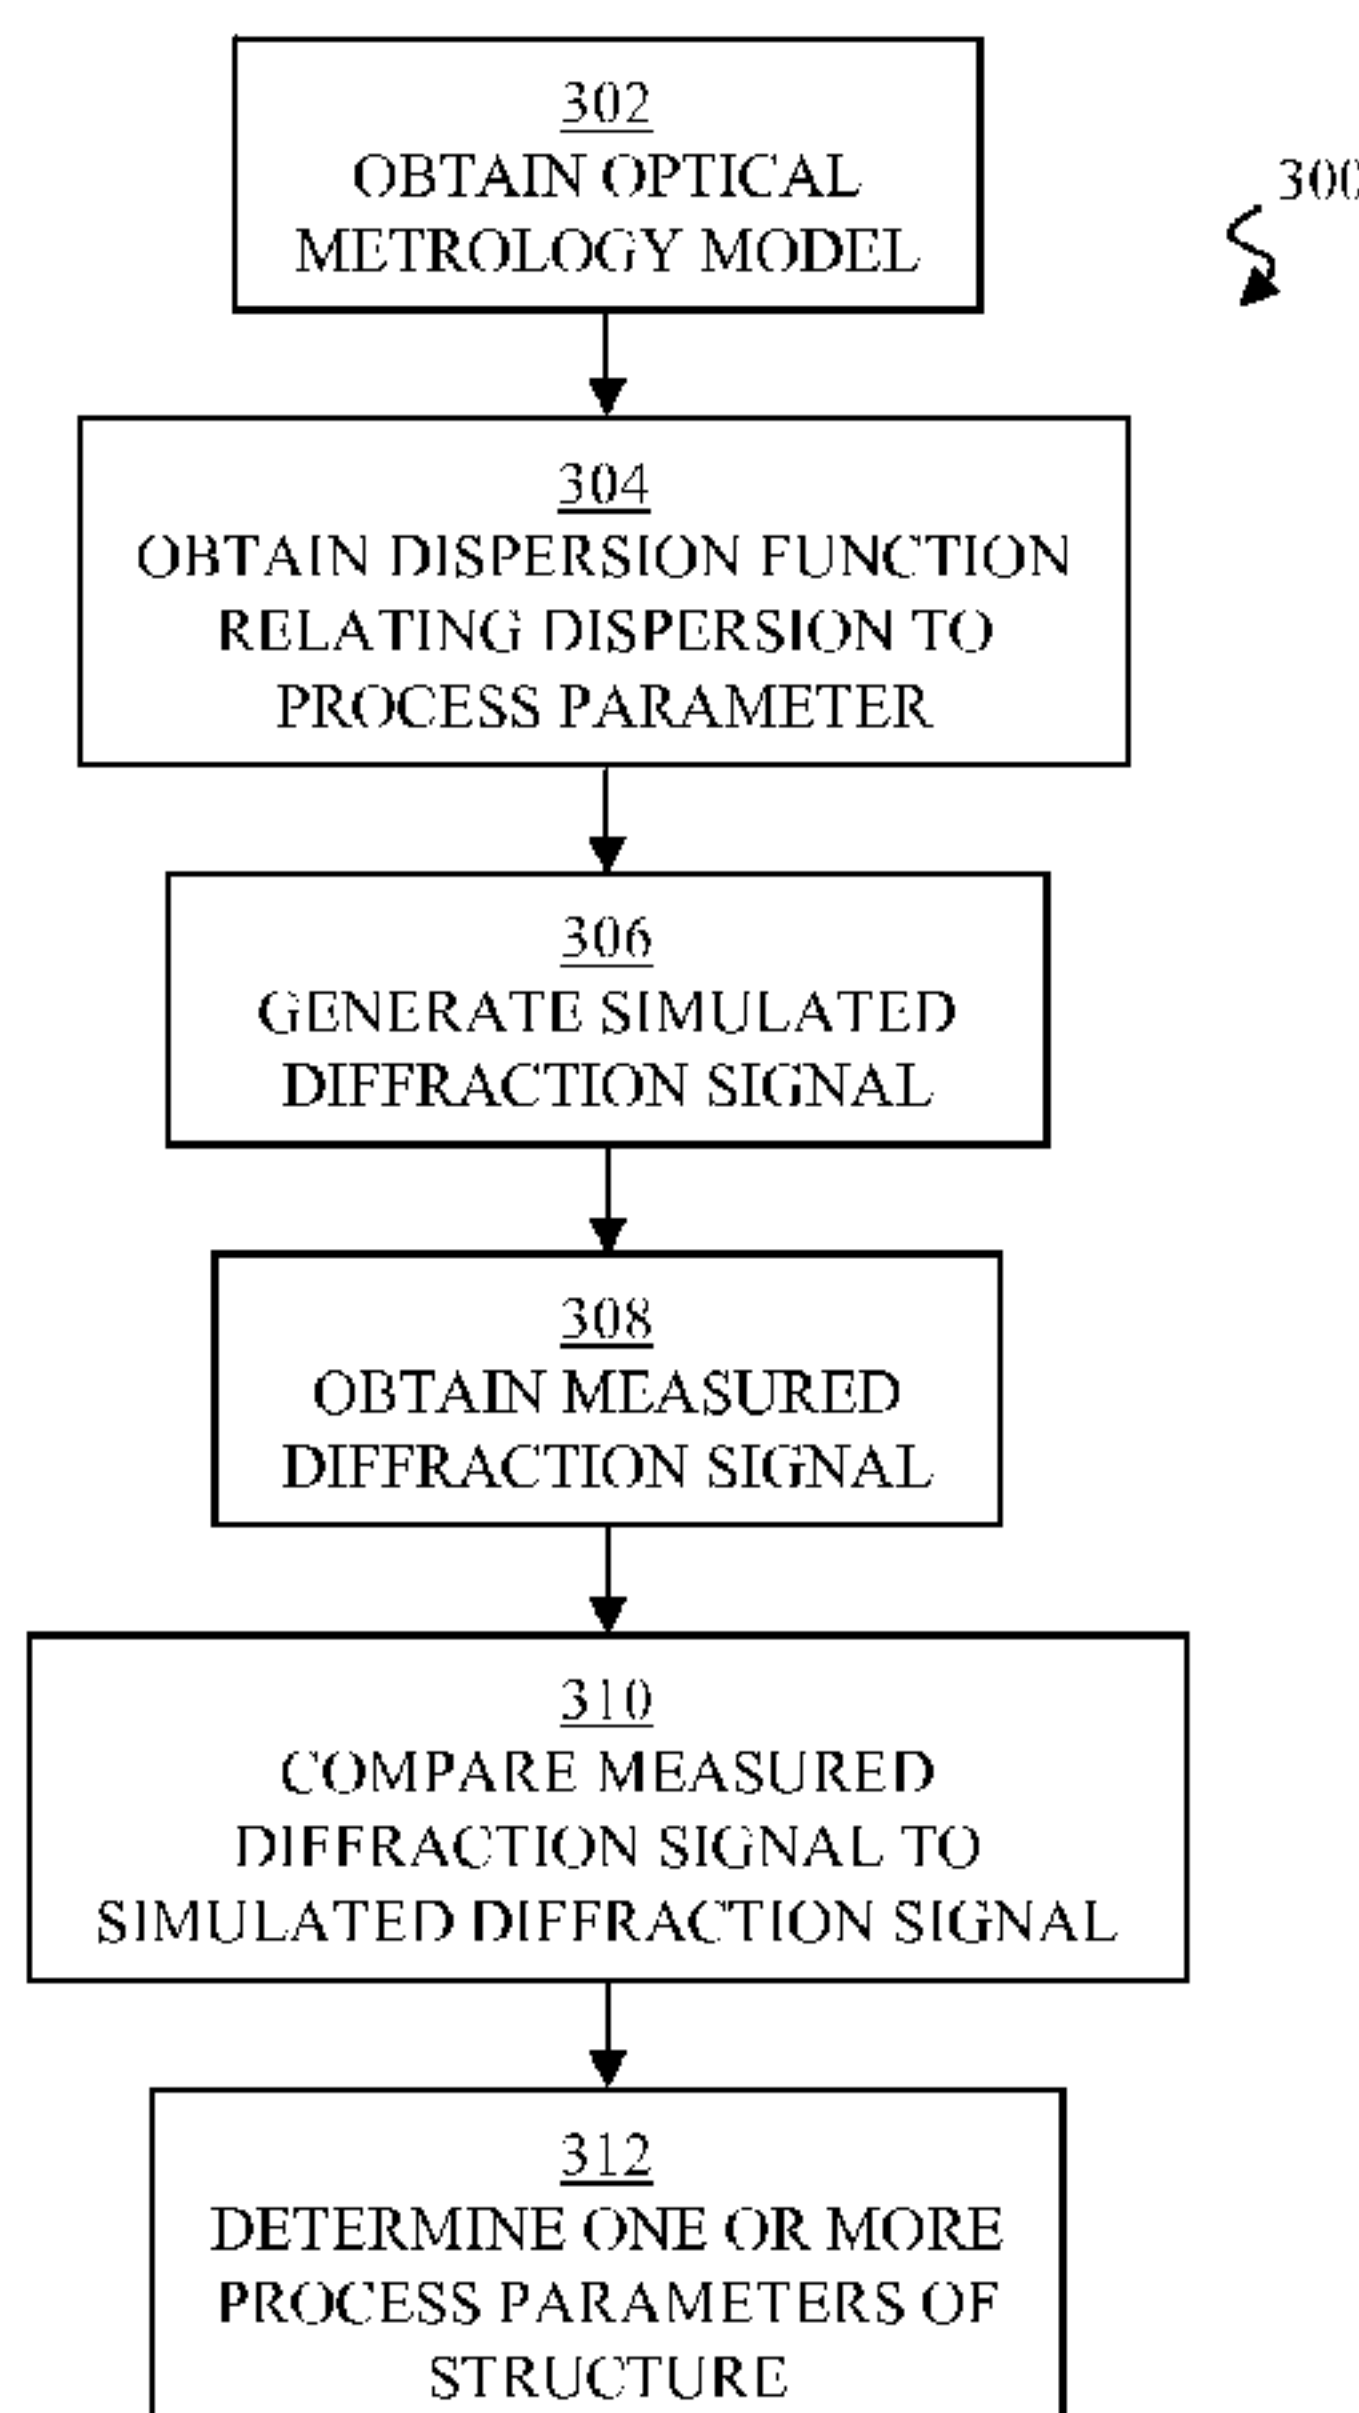 302
OBTAIN OPTICAL
METROLOGY MODEL
300
304
OBTAIN DISPERSION FUNCTION
RELATING DISPERSION TO
PROCESS PARAMETER
306
GENERATE SIMULATED
DIFFRACTION SIGNAL
308
OBTAIN MEASURED
DIFFRACTION SIGNAL
310
COMPARE MEASURED
DIFFRACTION SIGNAL TO
SIMULATED DIFFRACTION SIGNAL
312
DETERMINE ONE OR MORE
PROCESS PARAMETERS OF
STRUCTURE